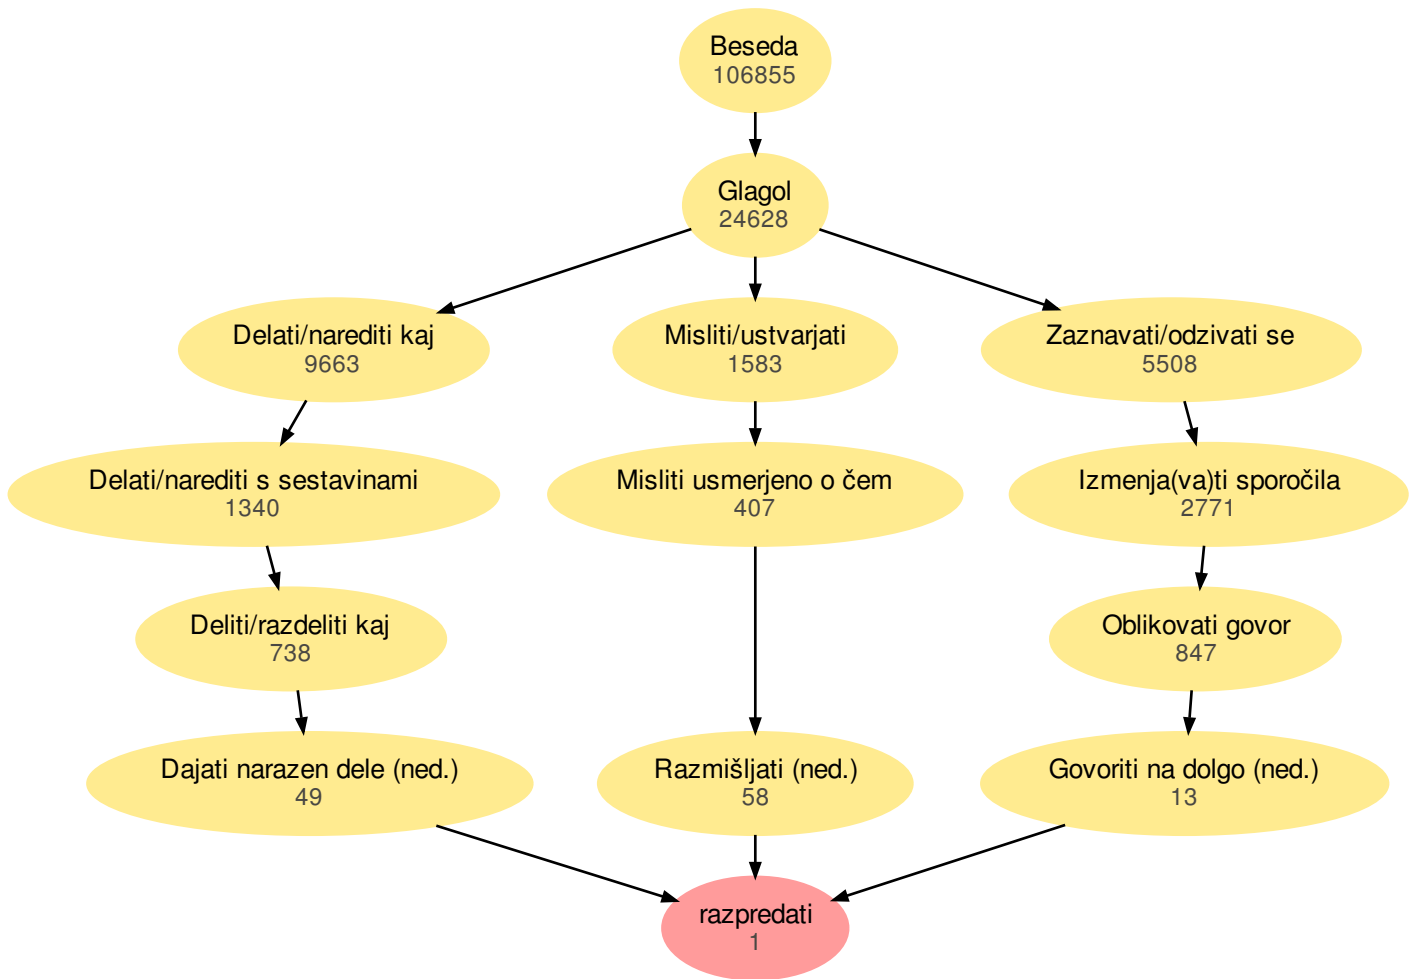 Beseda
106855
Glagol
24628
Delati/narediti kaj
9663
Misliti/ustvarjati
1583
Zaznavati/odzivati se
5508
Delati/narediti s sestavinami
1340
Misliti usmerjeno o čem
407
Izmenja(va)ti sporočila
2771
Deliti/razdeliti kaj
738
Oblikovati govor
847
Dajati narazen dele (ned.)
49
Razmišljati (ned.)
58
Govoriti na dolgo (ned.)
13
razpredati
1